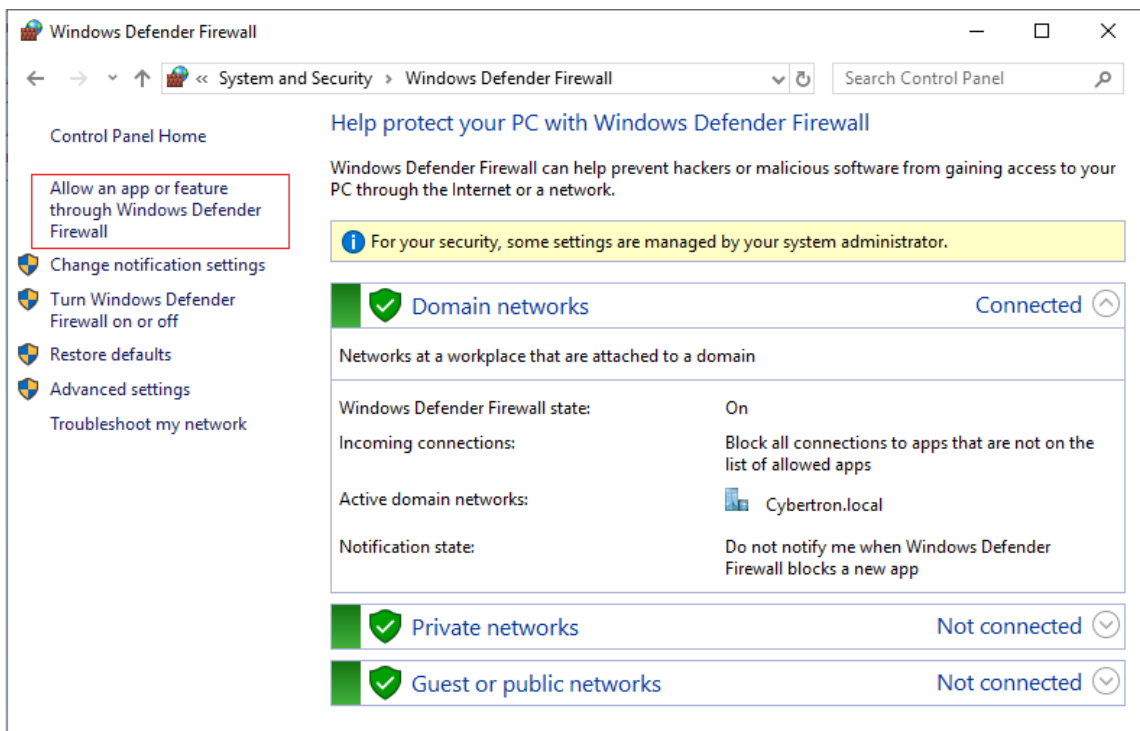 Windows Defender Firewall
« System and Security > Windows Defender Firewall
Search Control Panel
Control Panel Home
Allow an app or feature
through Windows Defender
Firewall
Change notification settings
Turn Windows Defender
Firewall on or off
Restore defaults
Advanced settings
Troubleshoot my network
Help protect your PC with Windows Defender Firewall
Windows Defender Firewall can help prevent hackers or malicious software from gaining access to your
PC through the Internet or a network.
For your security, some settings are managed by your system administrator.
Domain networks Connected
Networks at a workplace that are attached to a domain
Windows Defender Firewall state: On
Incoming connections: Block all connections to apps that are not on the
list of allowed apps
Active domain networks: Cybertron.local
Notification state: Do not notify me when Windows Defender
Firewall blocks a new app
Private networks Not connected
Guest or public networks Not connected